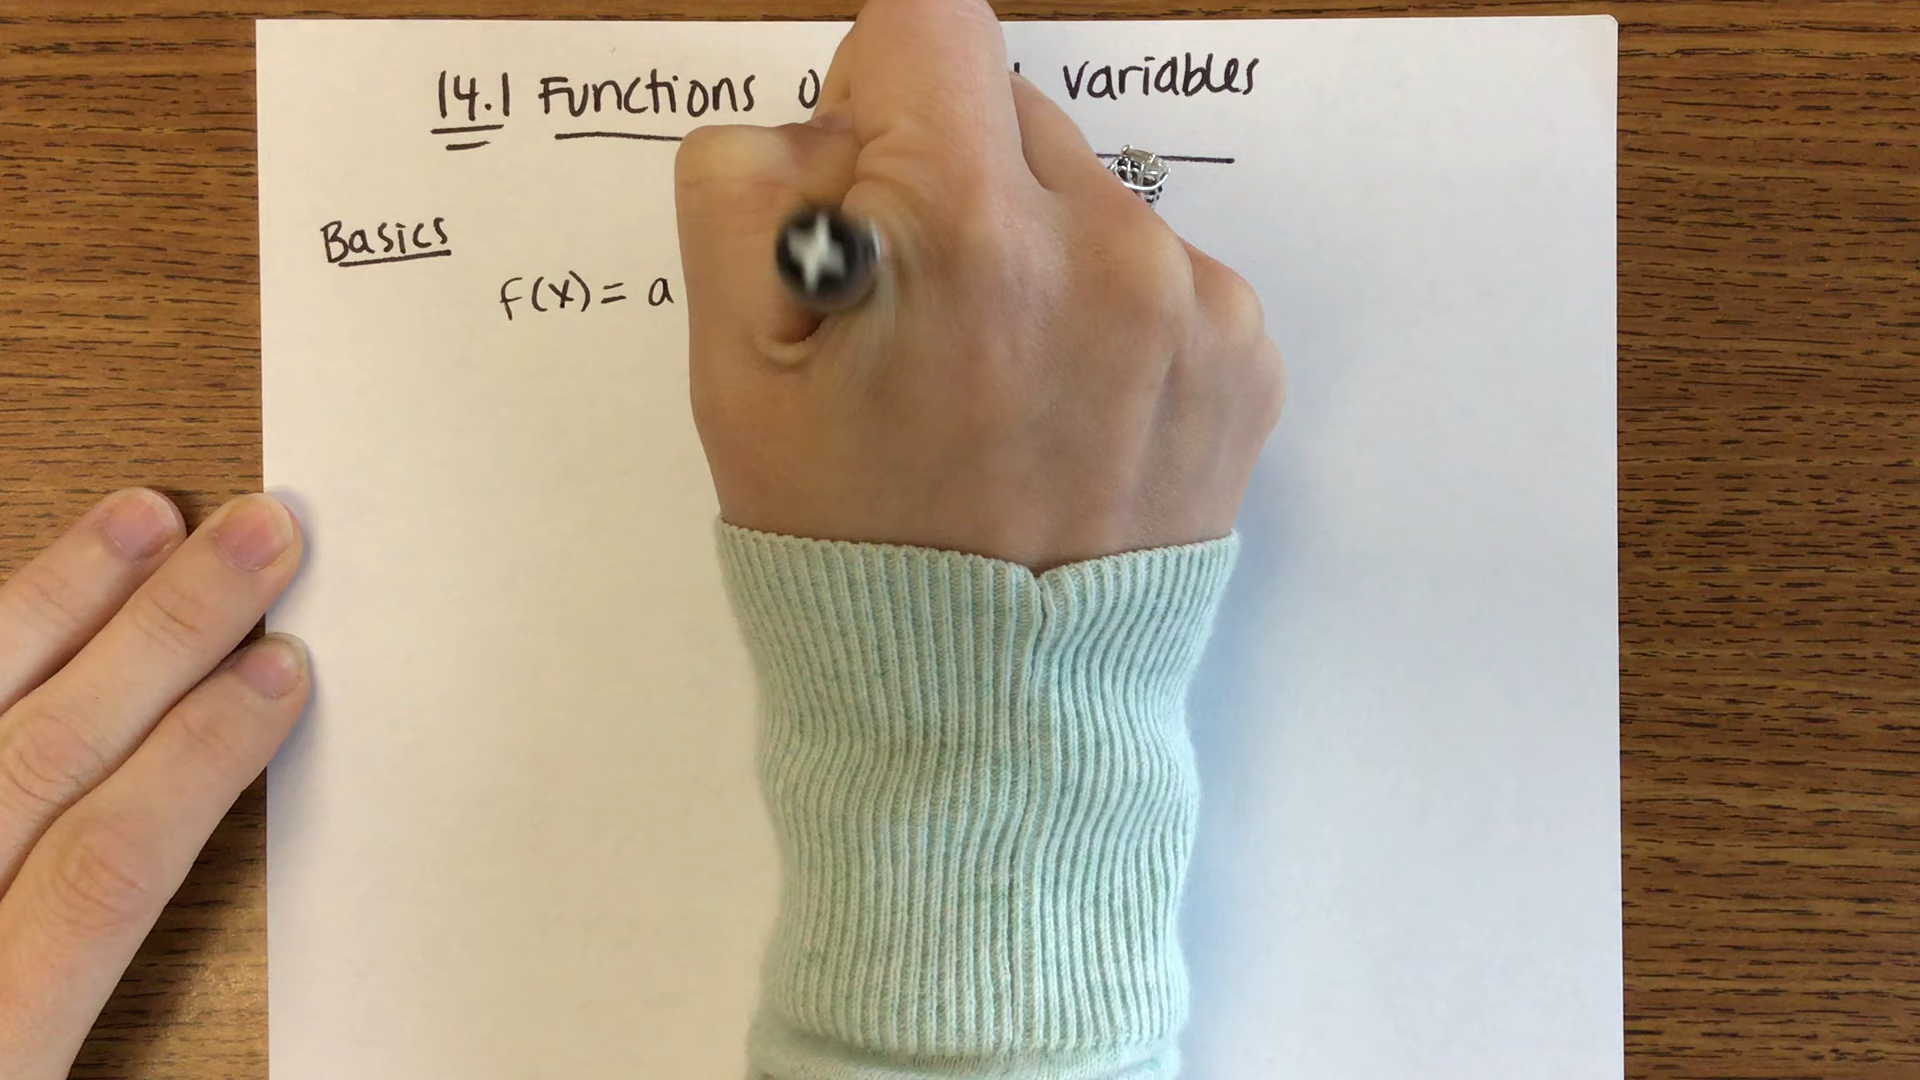 14.1 Functions variables
Basics
f(x) = a